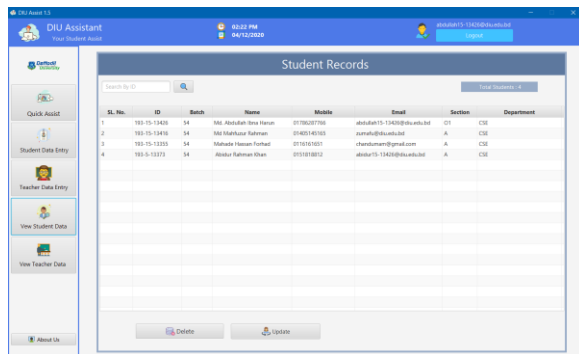 DIU Assist 1.5
DIU Assistant
Your Student Assist
02:22 PM
04/12/2020
abdullah15-13426@diu.edu.bd
Logout
Daffodil
Student Records
Search By ID
Total Students : 4
Quick Assist
Student Data Entry
Teacher Data Entry
Vew Student Data
Vew Teacher Data
About Us
SL. No. ID Batch Name Mobile Email Section Department
1 193-15-13426 54 Md. Abdullah Ibna Harun 01786287766 abdullah15-13426@diu.edu.bd O1 CSE
2 193-15-13416 54 Md Mahfuzur Rahman 01405145165 zumafu@diu.edu.bd A CSE
3 193-15-13355 54 Mahade Hassan Forhad 0116161651 chandumam@gmail.com A CSE
4 193-5-13373 54 Abidur Rahman Khan 0151818812 abidur15-13426@diu.edu.bd A CSE
Delete
Update